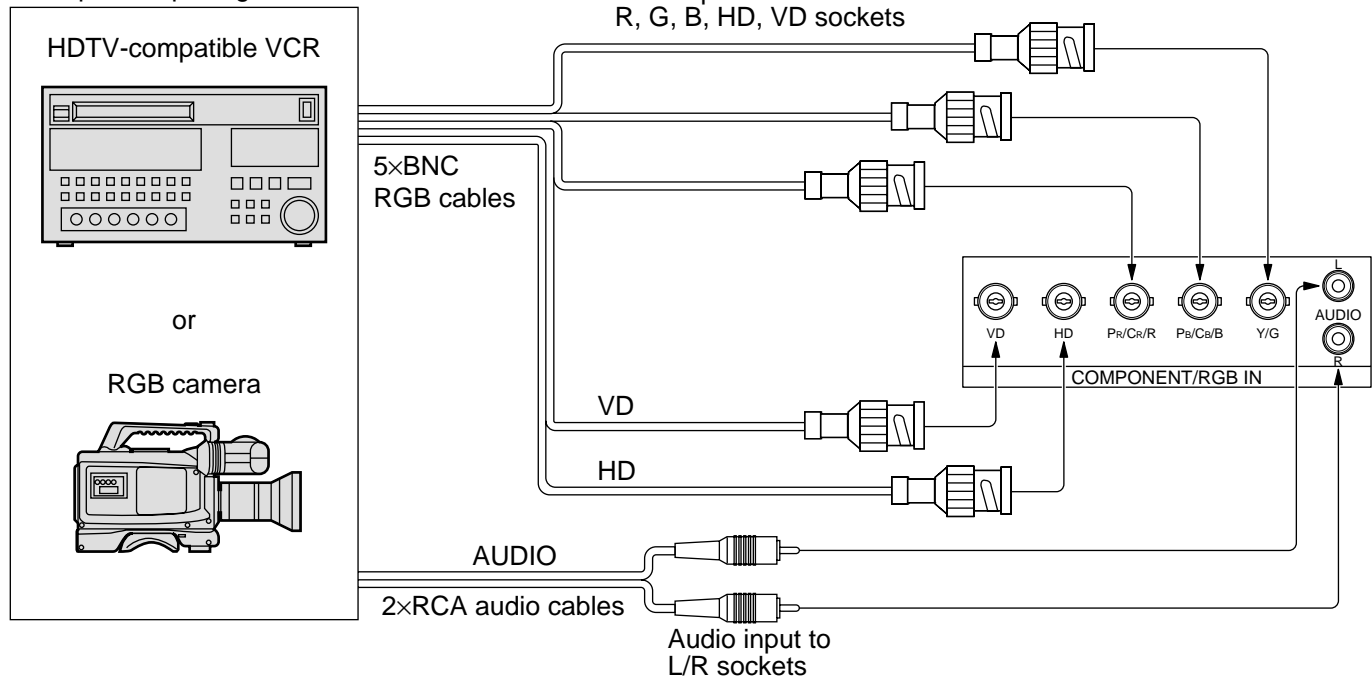 R, G, B, HD, VD sockets
HDTV-compatible VCR
5×BNC
RGB cables
or
RGB camera
L
AUDIO
R
VD
HD
PR/CR/R
PB/CB/B
Y/G
COMPONENT/RGB IN
VD
HD
AUDIO
2×RCA audio cables
Audio input to
L/R sockets